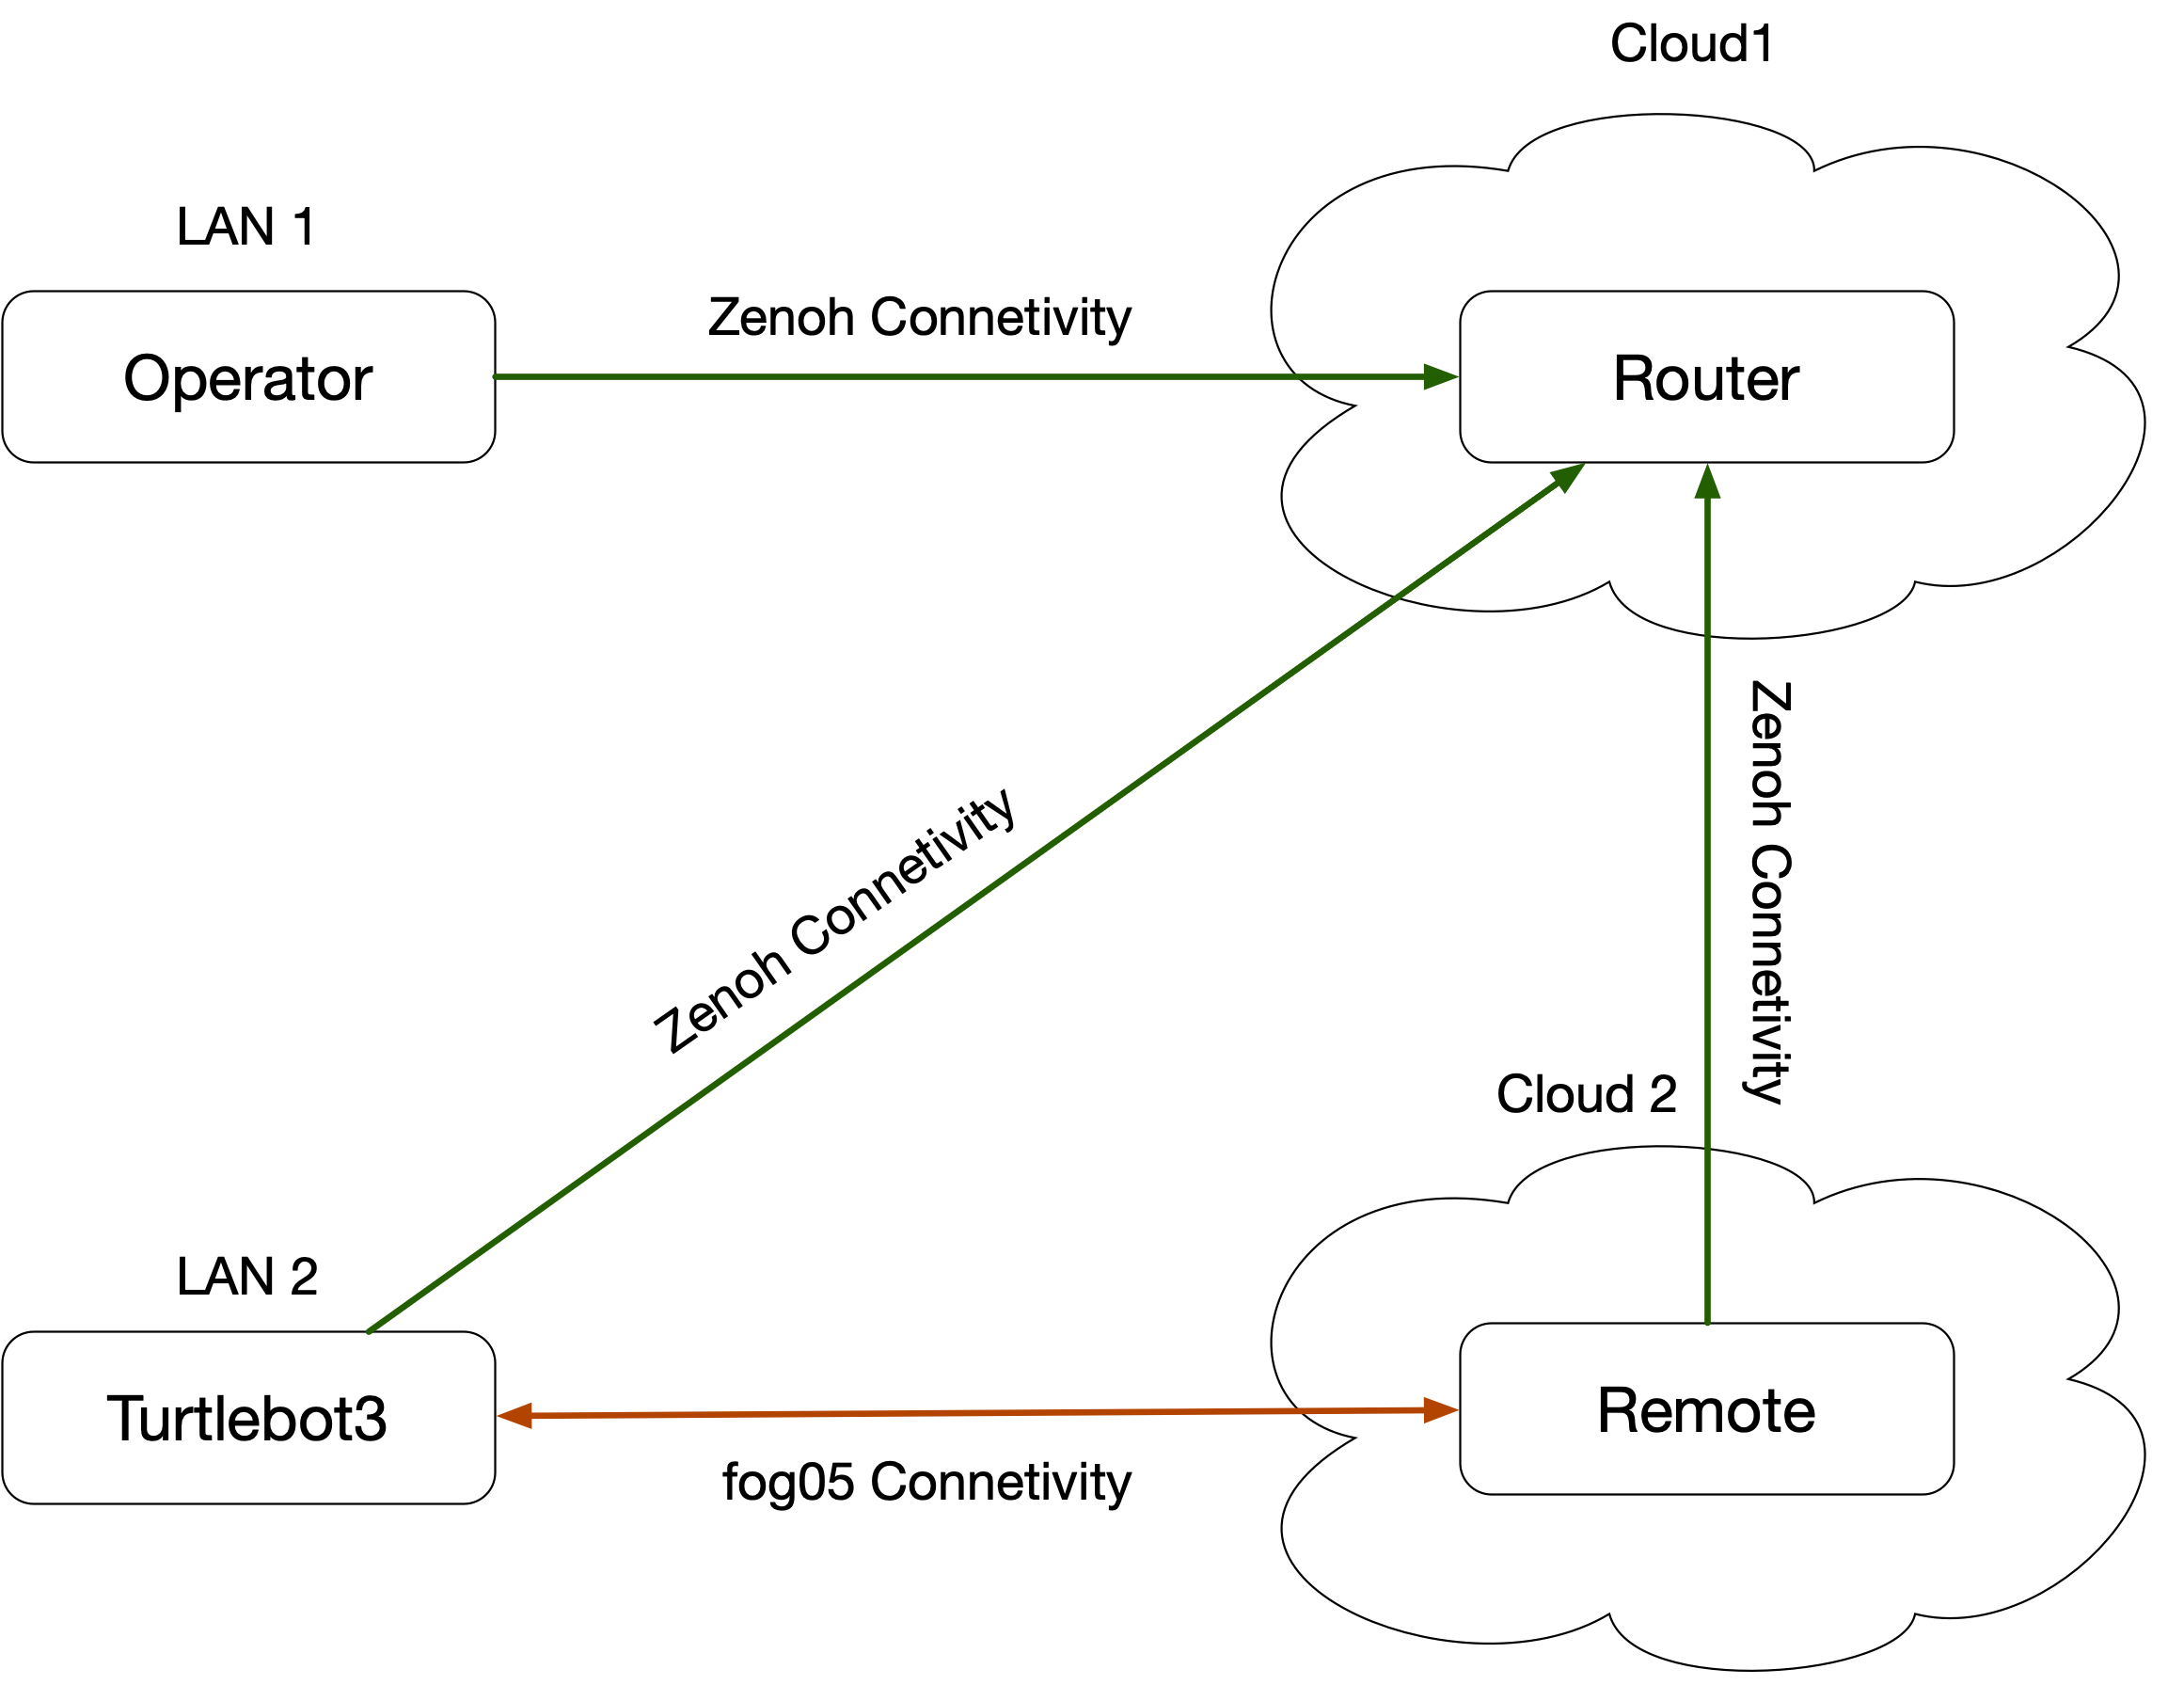 Cloud1
LAN 1
Operator
Zenoh Connetivity
Router
Zenoh Connetivity
Zenoh Connetivity
Cloud 2
LAN 2
Turtlebot3
fog05 Connetivity
Remote